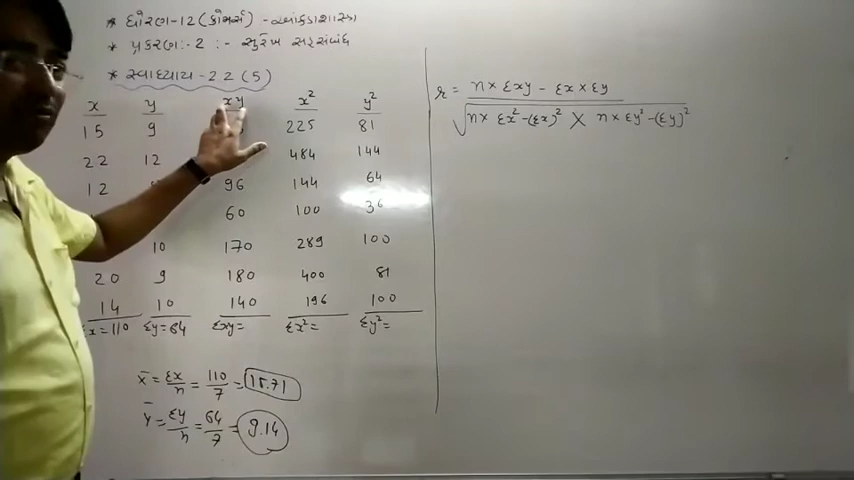 * ધોરણ-12 (કોમર્સ) - આંકડાશાસ્ત્ર
* પ્રકરણ:- 2 :- સુરેખ સહસંબંધ
* સ્વાધ્યાય - 2 2 (5)
x y xy x² y²
15 9 225 81
22 12 484 144
12 96 144 64
60 100 36
10 170 289 100
20 9 180 400 81
14 10 140 196 100
Σx=110 Σy=64 Σxy= Σx²= Σy²=
x̄ = Σx/n = 110/7 = 15.71
ȳ = Σy/n = 64/7 = 9.14
r = n×Σxy - Σx×Σy / √n×Σx²-(Σx)² × n×Σy²-(Σy)²